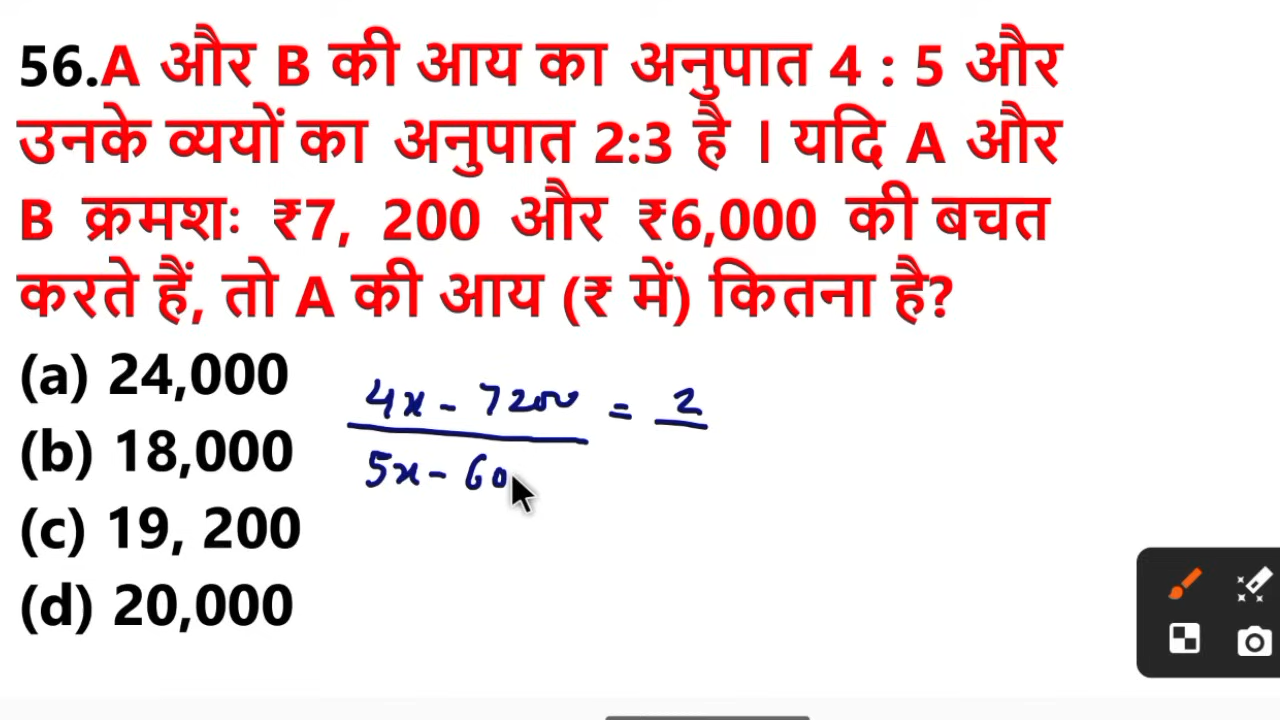 56.A और B की आय का अनुपात 4 : 5 और
उनके व्ययों का अनुपात 2:3 है । यदि A और
B क्रमशः ₹7, 200 और ₹6,000 की बचत
करते हैं, तो A की आय (₹ में) कितना है?
(a) 24,000
(b) 18,000
(c) 19, 200
(d) 20,000
4x - 7200 = 2
5x - 60